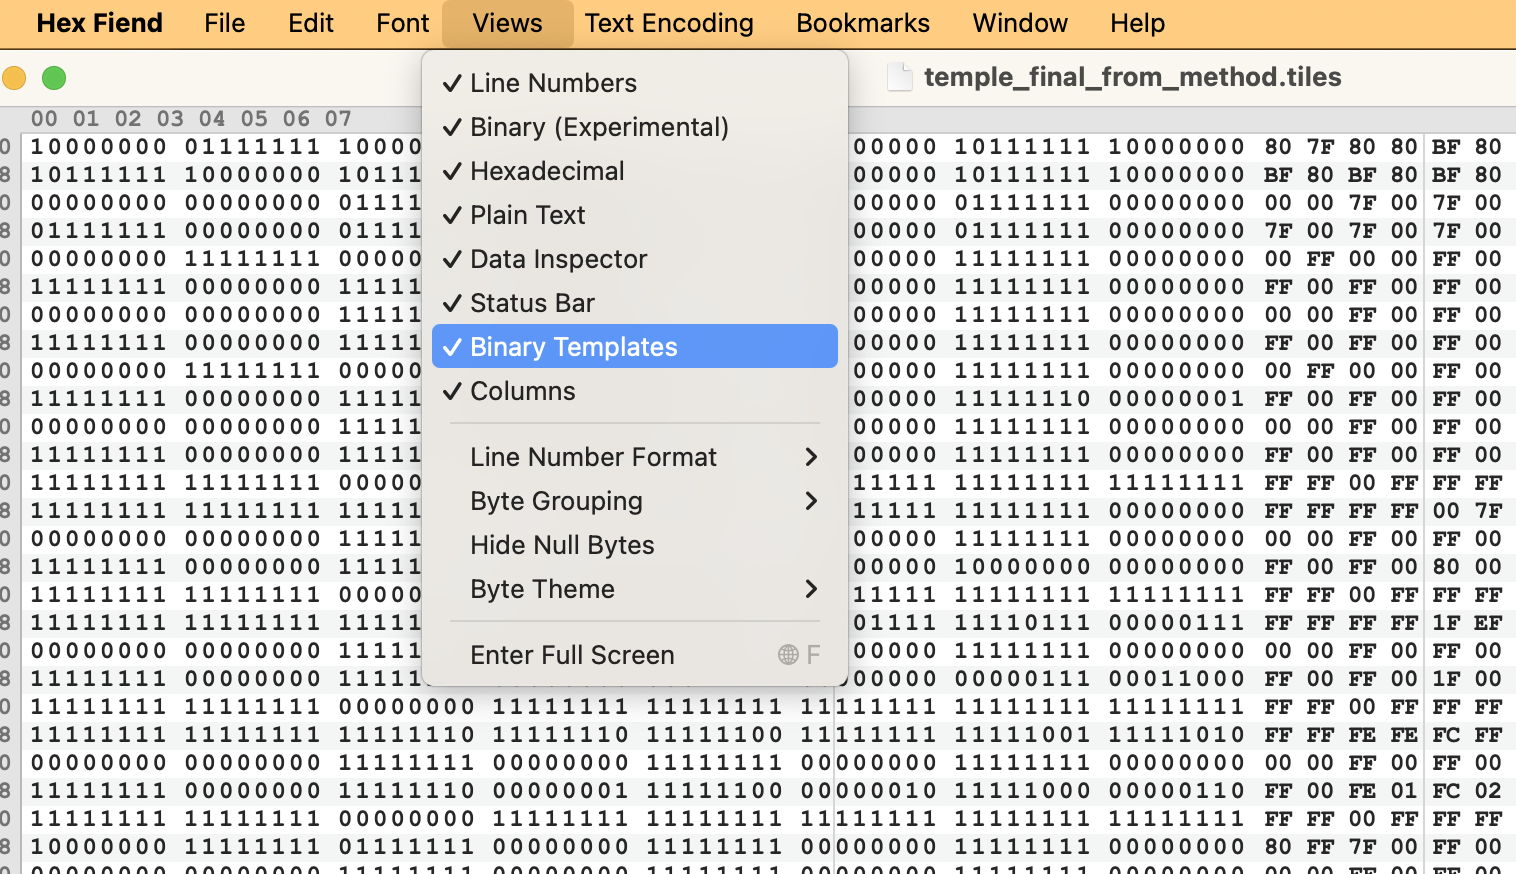 Hex Fiend File Edit Font Views Text Encoding Bookmarks Window Help
temple_final_from_method.tiles
✓ Line Numbers
✓ Binary (Experimental)
✓ Hexadecimal
✓ Plain Text
✓ Data Inspector
✓ Status Bar
✓ Binary Templates
✓ Columns
Line Number Format
Byte Grouping
Hide Null Bytes
Byte Theme
Enter Full Screen F
00 01 02 03 04 05 06 07
0 10000000 01111111 10000 00000 10111111 10000000 80 7F 80 80 BF 80
8 10111111 10000000 10111 00000 10111111 10000000 BF 80 BF 80 BF 80
0 00000000 00000000 01111 00000 01111111 00000000 00 00 7F 00 7F 00
8 01111111 00000000 01111 00000 01111111 00000000 7F 00 7F 00 7F 00
0 00000000 11111111 00000 00000 11111111 00000000 00 FF 00 00 FF 00
8 11111111 00000000 11111 00000 11111111 00000000 FF 00 FF 00 FF 00
0 00000000 00000000 11111 00000 11111111 00000000 00 00 FF 00 FF 00
8 11111111 00000000 11111 00000 11111111 00000000 FF 00 FF 00 FF 00
0 00000000 11111111 00000 00000 11111111 00000000 00 FF 00 00 FF 00
8 11111111 00000000 11111 00000 11111110 00000001 FF 00 FF 00 FF 00
0 00000000 00000000 11111 00000 11111111 00000000 00 00 FF 00 FF 00
8 11111111 00000000 11111 00000 11111111 00000000 FF 00 FF 00 FF 00
0 11111111 11111111 00000 11111 11111111 11111111 FF FF 00 FF FF FF
8 11111111 11111111 11111 11111 11111111 00000000 FF FF FF FF 00 7F
0 00000000 00000000 11111 00000 11111111 00000000 00 00 FF 00 FF 00
8 11111111 00000000 11111 00000 10000000 00000000 FF 00 FF 00 80 00
0 11111111 11111111 00000 11111 11111111 11111111 FF FF 00 FF FF FF
8 11111111 11111111 11111 01111 11110111 00000111 FF FF FF FF 1F EF
0 00000000 00000000 11111 00000 11111111 00000000 00 00 FF 00 FF 00
8 11111111 00000000 11111 00000 00000111 00011000 FF 00 FF 00 1F 00
0 11111111 11111111 00000000 11111111 11111111 11111111 11111111 11111111 FF FF 00 FF FF FF
8 11111111 11111111 11111110 11111110 11111100 11111111 11111001 11111010 FF FF FE FE FC FF
0 00000000 00000000 11111111 00000000 11111111 00000000 11111111 00000000 00 00 FF 00 FF 00
8 11111111 00000000 11111110 00000001 11111100 00000010 11111000 00000110 FF 00 FE 01 FC 02
0 11111111 11111111 00000000 11111111 11111111 11111111 11111111 11111111 FF FF 00 FF FF FF
8 10000000 11111111 01111111 00000000 11111111 00000000 11111111 00000000 80 FF 7F 00 FF 00